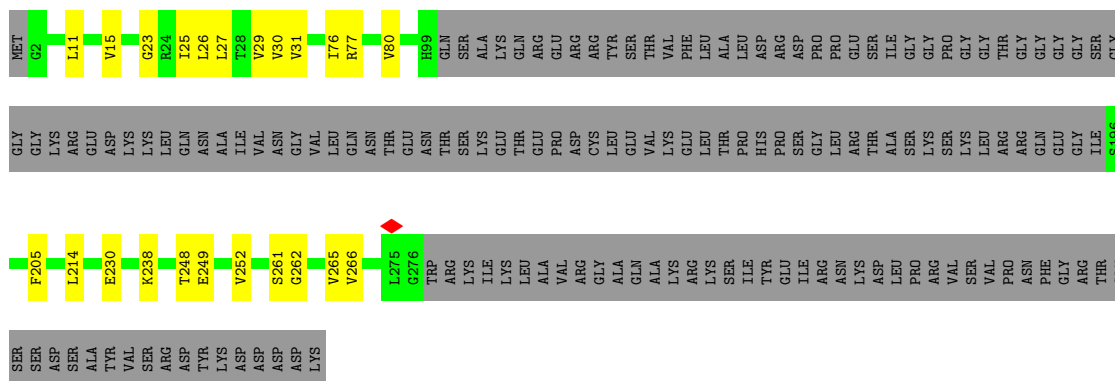 MET G2 L11 V15 G23 R24 I25 L26 L27 T28 V29 V30 V31 I76 R77 V80 H99 GLN SER ALA LYS GLN ARG GLU ARG ARG TYR SER THR VAL PHE LEU ALA LEU ASP ARG ASP PRO PRO GLU SER ILE GLY GLY PRO GLY GLY THR GLY GLY GLY GLY SER GLY
GLY GLY LYS ARG GLU ASP LYS LYS LEU GLN ASN ALA ILE VAL ASN GLY VAL LEU GLN ASN THR GLU ASN THR SER LYS GLU THR GLU PRO ASP CYS LEU GLU VAL LYS GLU LEU THR PRO HIS PRO SER GLY LEU ARG THR ALA SER LYS SER LYS LEU ARG ARG GLN GLU GLY ILE S196
F205 L214 E230 K238 T248 E249 V252 S261 G262 V265 V266 L275 G276 TRP ARG LYS ILE LYS LEU ALA VAL ARG GLY ALA GLN ALA LYS ARG LYS SER ILE TYR GLU ILE ARG ASN LYS ASP LEU PRO ARG VAL SER VAL PRO ASN PHE GLY ARG THR
SER SER ASP SER ALA TYR VAL SER ARG ASP TYR LYS ASP ASP ASP ASP LYS